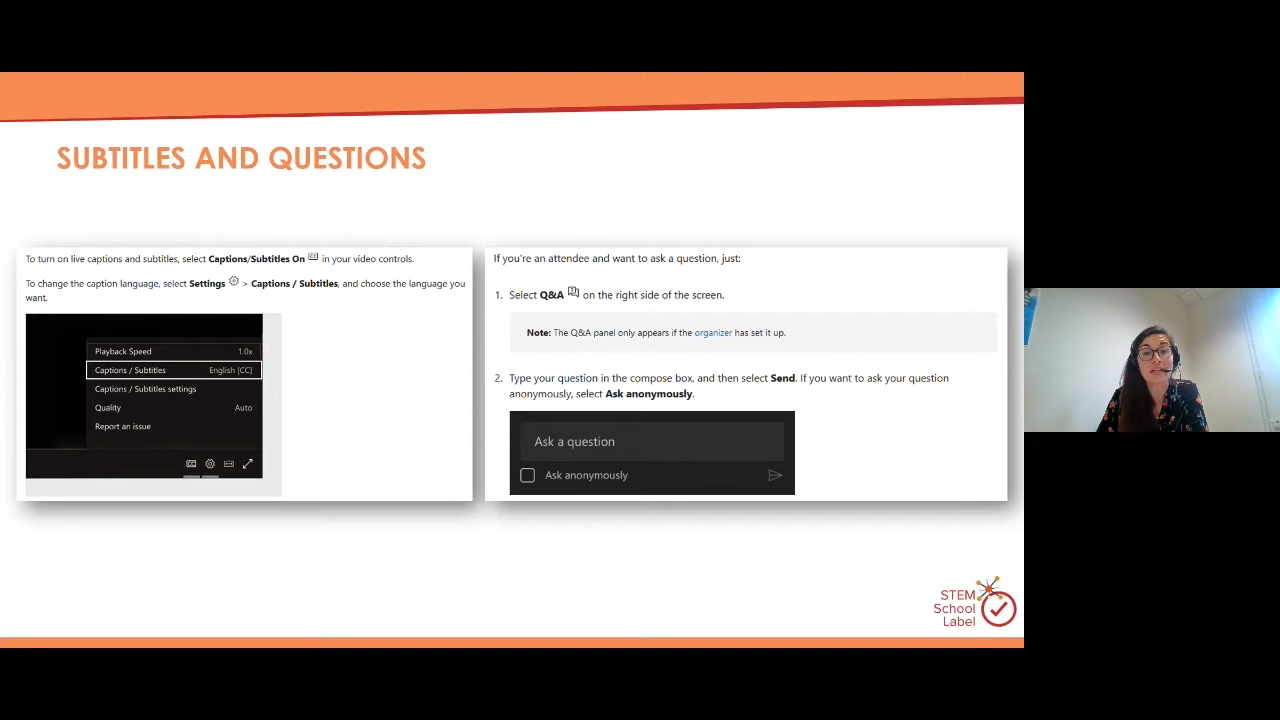 SUBTITLES AND QUESTIONS
To turn on live captions and subtitles, select Captions/Subtitles On in your video controls.
To change the caption language, select Settings > Captions / Subtitles, and choose the language you
want.
Playback Speed 1.0x
Captions / Subtitles English [CC]
Captions / Subtitles settings
Quality Auto
Report an issue
If you're an attendee and want to ask a question, just:
1. Select Q&A on the right side of the screen.
Note: The Q&A panel only appears if the organizer has set it up.
2. Type your question in the compose box, and then select Send. If you want to ask your question
anonymously, select Ask anonymously.
Ask a question
Ask anonymously
STEM
School
Label